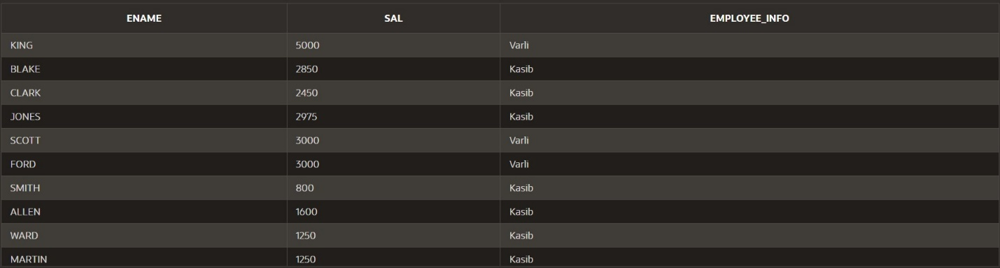 ENAME SAL EMPLOYEE_INFO
KING 5000 Varli
BLAKE 2850 Kasib
CLARK 2450 Kasib
JONES 2975 Kasib
SCOTT 3000 Varli
FORD 3000 Varli
SMITH 800 Kasib
ALLEN 1600 Kasib
WARD 1250 Kasib
MARTIN 1250 Kasib